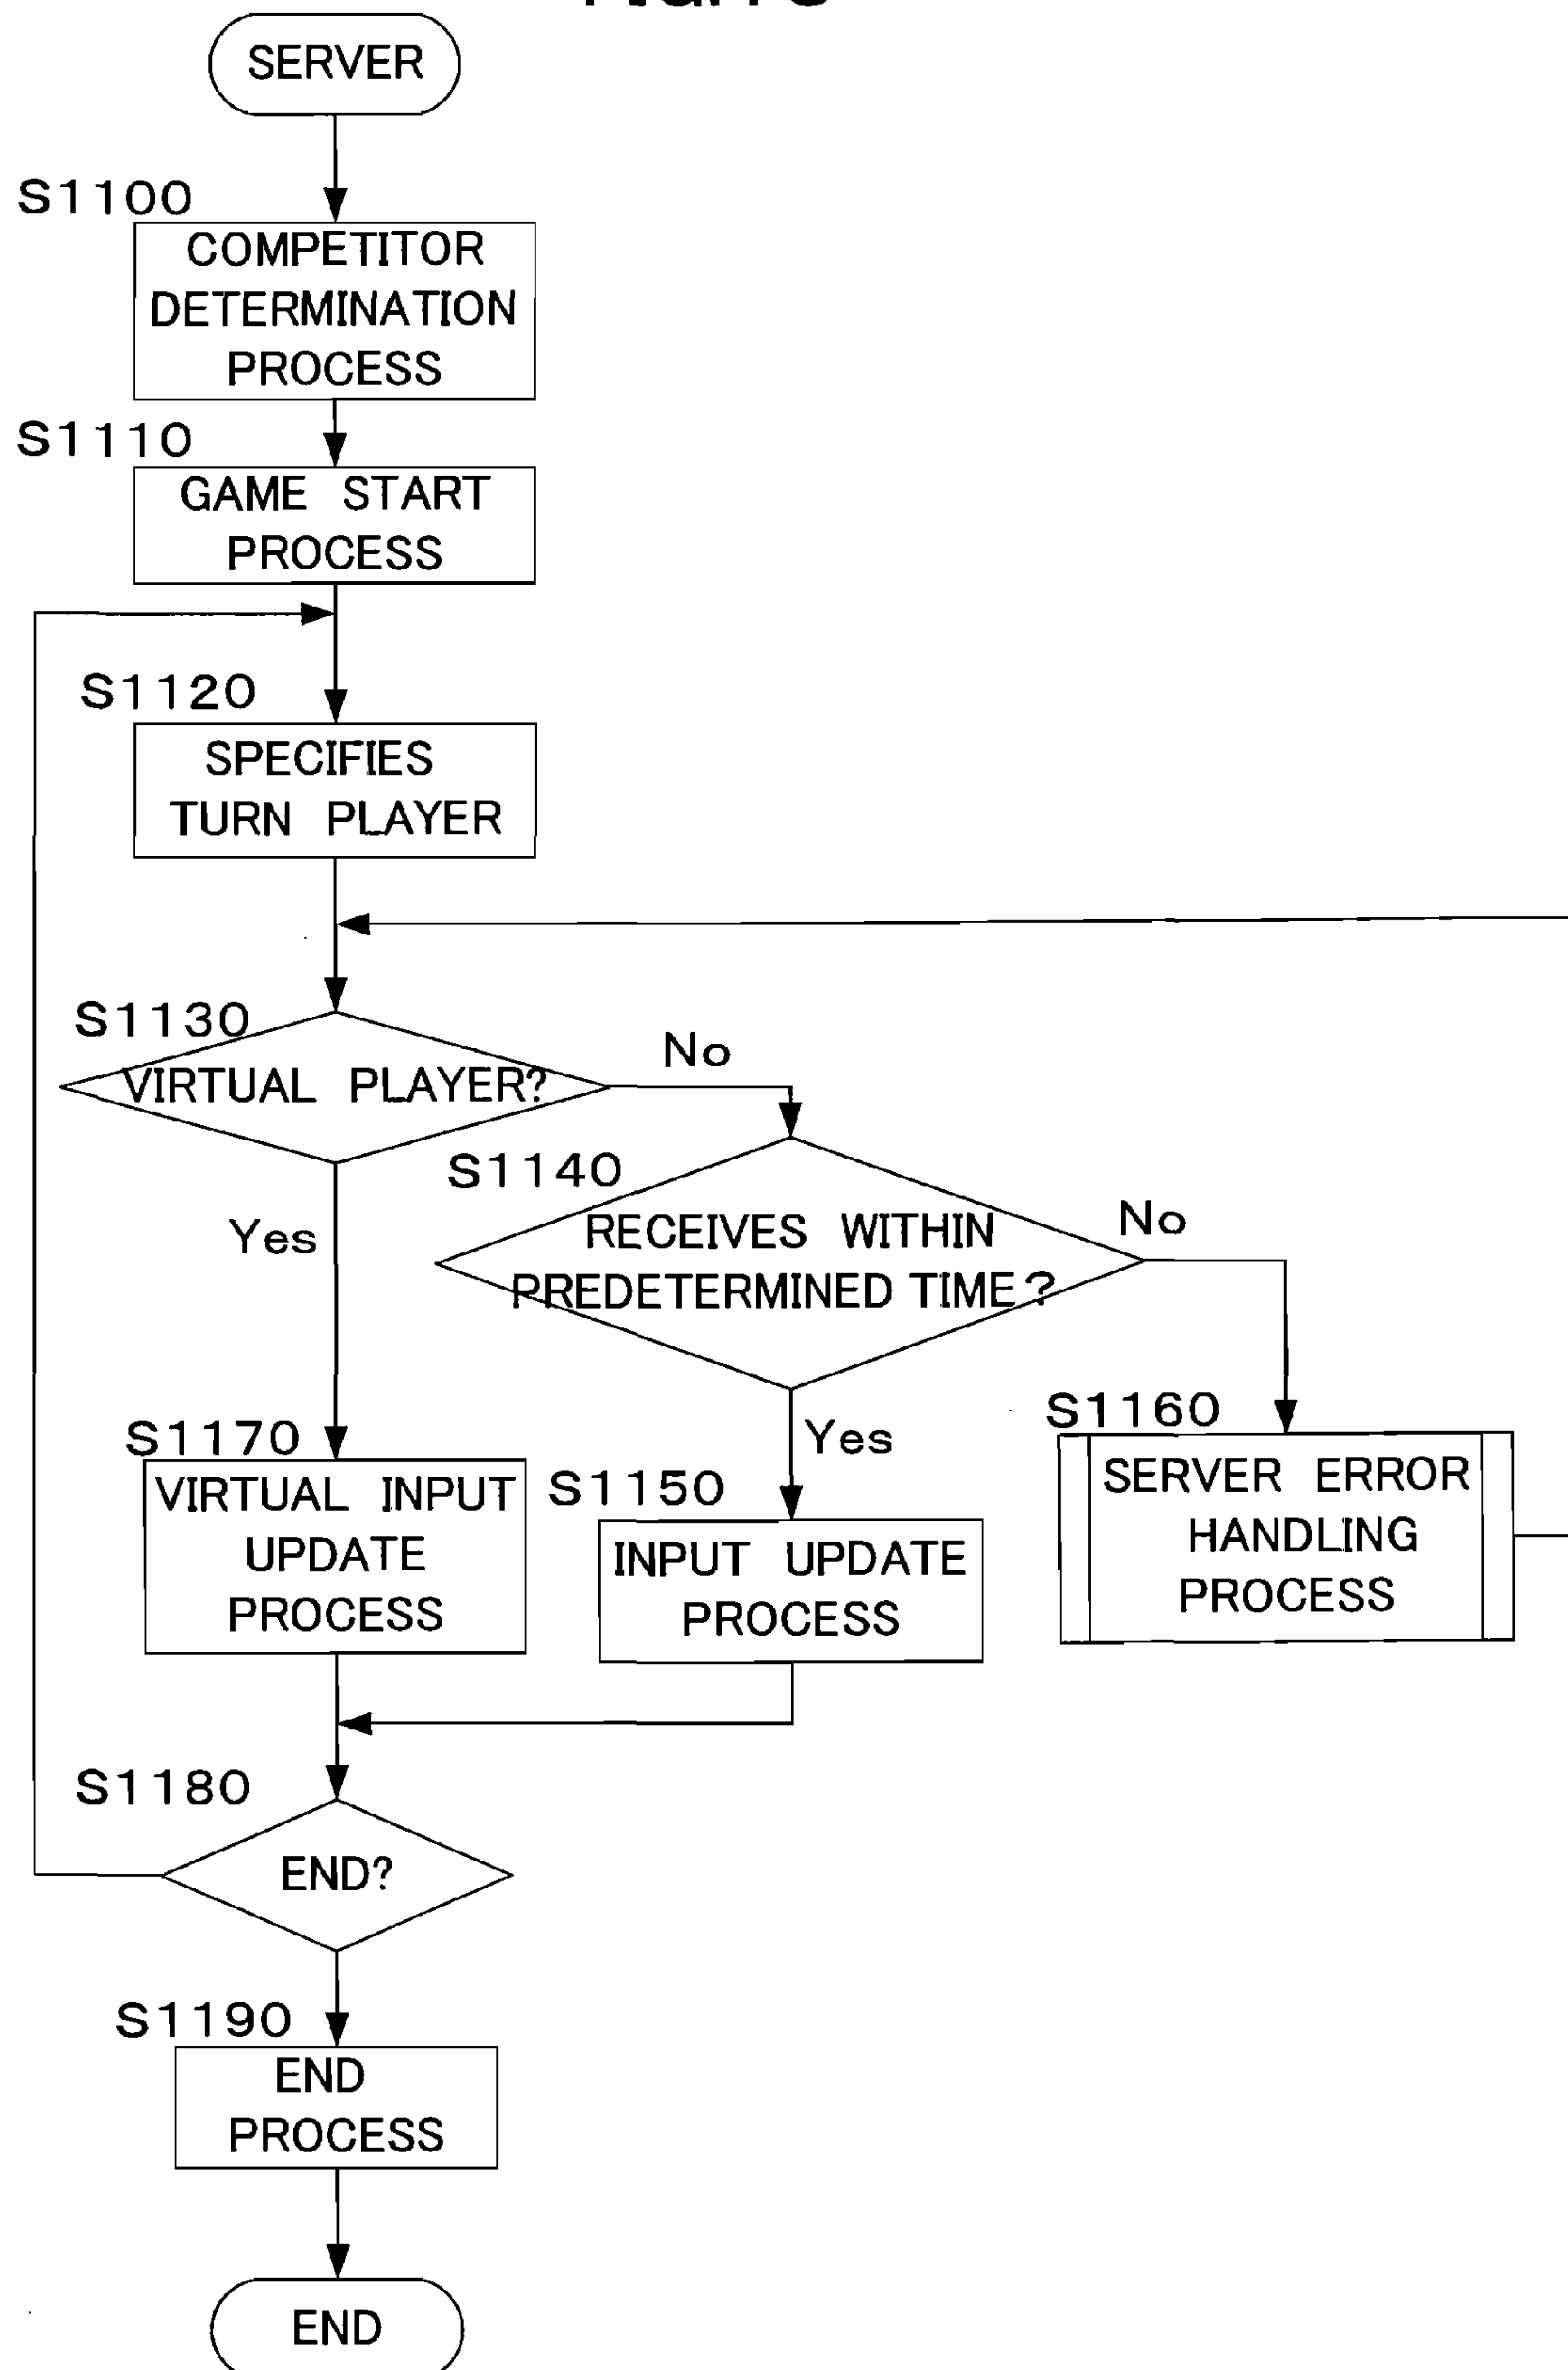 SERVER
S1100
COMPETITOR
DETERMINATION
PROCESS
S1110
GAME START
PROCESS
S1120
SPECIFIES
TURN PLAYER
S1130
VIRTUAL PLAYER?
No
Yes
S1140
RECEIVES WITHIN
PREDETERMINED TIME?
No
Yes
S1170
VIRTUAL INPUT
UPDATE
PROCESS
S1150
INPUT UPDATE
PROCESS
S1160
SERVER ERROR
HANDLING
PROCESS
S1180
END?
S1190
END
PROCESS
END